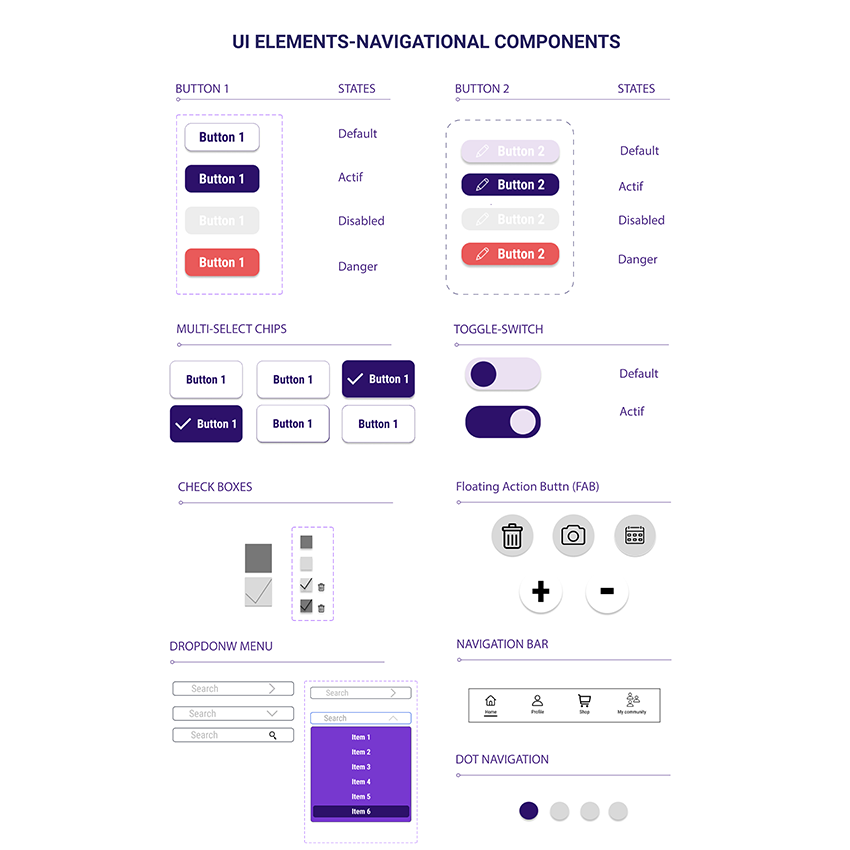 UI ELEMENTS-NAVIGATIONAL COMPONENTS
BUTTON 1
STATES
Button 1
Default
Button 1
Actif
Button 1
Disabled
Button 1
Danger
BUTTON 2
STATES
Button 2
Default
Button 2
Actif
Button 2
Disabled
Button 2
Danger
MULTI-SELECT CHIPS
Button 1
Button 1
Button 1
Button 1
Button 1
Button 1
TOGGLE-SWITCH
Default
Actif
CHECK BOXES
Floating Action Buttn (FAB)
DROPDONW MENU
Search
Search
Search
Search
Search
Item 1
Item 2
Item 3
Item 4
Item 5
Item 6
NAVIGATION BAR
Home
Profile
Shop
My community
DOT NAVIGATION